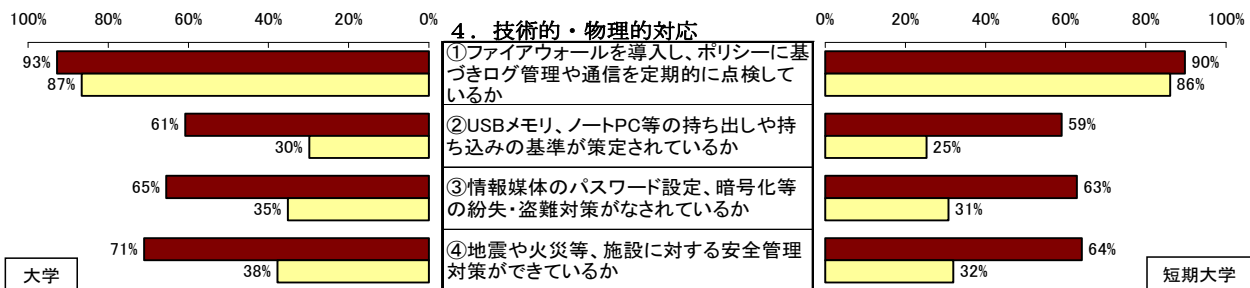 100% 80% 60% 40% 20% 0%
4. 技術的・物理的対応
0% 20% 40% 60% 80% 100%
93%
87%
①ファイアウォールを導入し、ポリシーに基
づきログ管理や通信を定期的に点検して
いるか
90%
86%
61%
30%
②USBメモリ、ノートPC等の持ち出しや持
ち込みの基準が策定されているか
59%
25%
65%
35%
③情報媒体のパスワード設定、暗号化等
の紛失・盗難対策がなされているか
63%
31%
71%
38%
④地震や火災等、施設に対する安全管理
対策ができているか
64%
32%
大学
短期大学